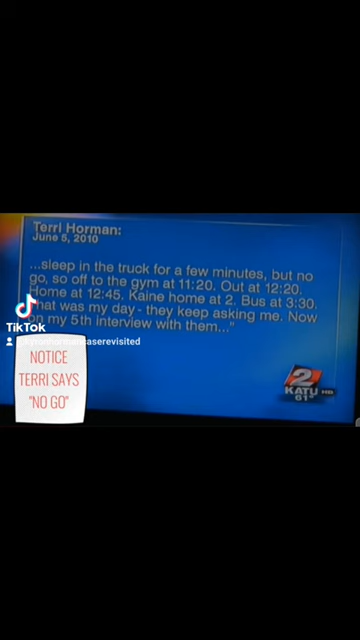 Terri Horman:
June 5, 2010
...sleep in the truck for a few minutes, but no
go, so off to the gym at 11:20. Out at 12:20.
Home at 12:45. Kaine home at 2. Bus at 3:30.
that was my day - they keep asking me. Now
on my 5th interview with them..."
TikTok
NOTICE
TERRI SAYS
"NO GO"
2
KATU HD
61°